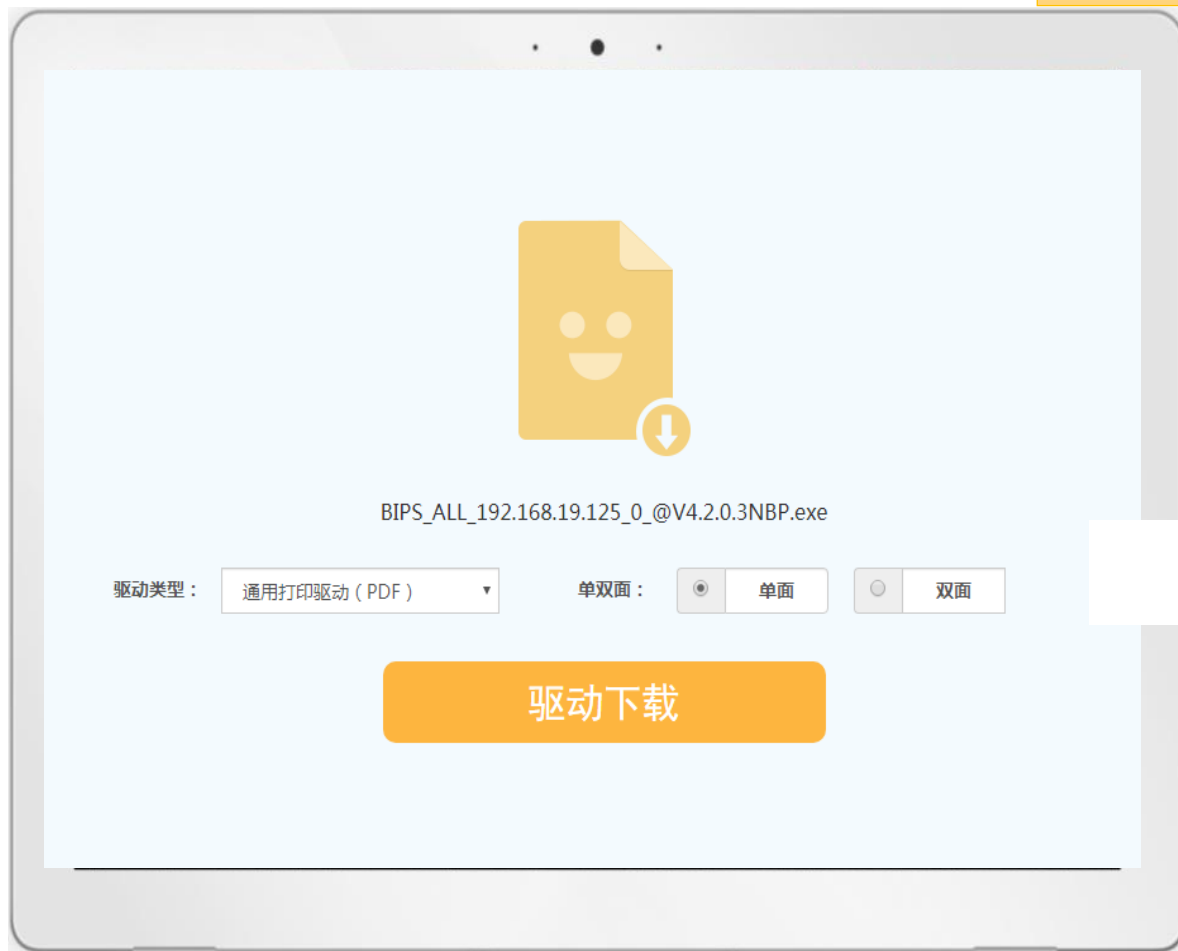 BIPS_ALL_192.168.19.125_0_@V4.2.0.3NBP.exe
驱动类型： 通用打印驱动（PDF） 单双面： 单面 双面
驱动下载